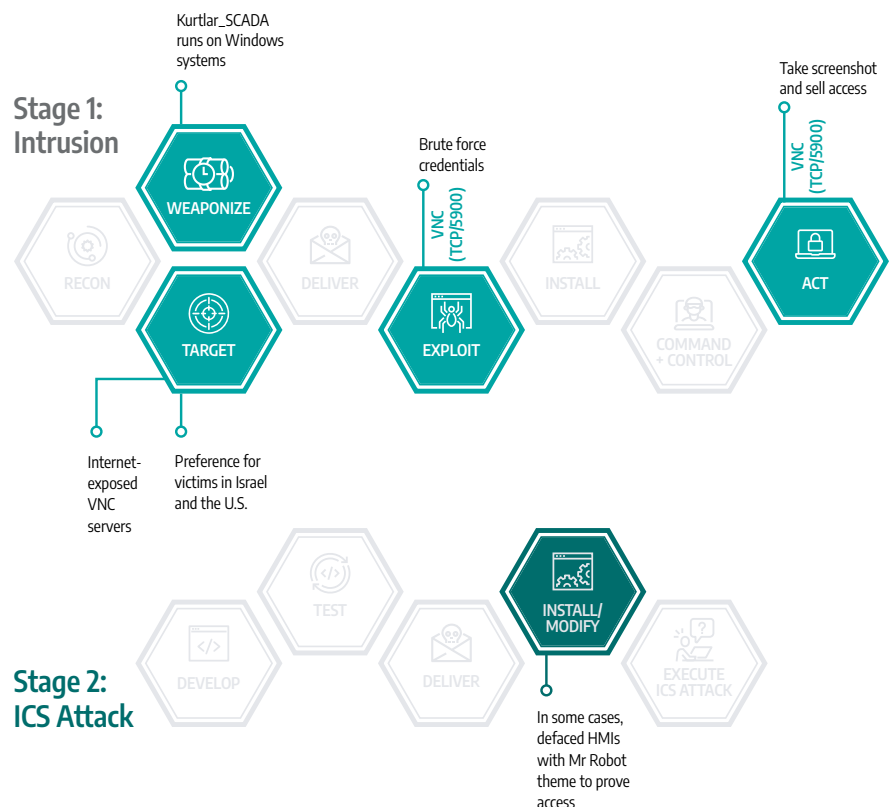 Kurtlar_SCADA
runs on Windows
systems
Take screenshot
and sell access
Stage 1:
Intrusion
Brute force
credentials
VNC
(TCP/5900)
VNC
(TCP/5900)
WEAPONIZE
RECON
DELIVER
INSTALL
ACT
TARGET
EXPLOIT
COMMAND
+ CONTROL
Internet-
exposed
VNC
servers
Preference for
victims in Israel
and the U.S.
TEST
INSTALL/
MODIFY
</>
</>
?
DEVELOP
DELIVER
EXECUTE
ICS ATTACK
Stage 2:
ICS Attack
In some cases,
defaced HMIs
with Mr Robot
theme to prove
access